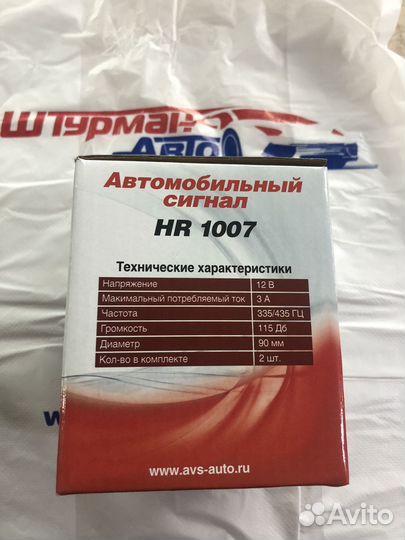 Штурман
Авто
Автомобильный
сигнал
HR 1007
Технические характеристики
Напряжение 12 В
Макимальный потребляемый ток 3 А
Частота 335/435 ГЦ
Громкость 115 Дб
Диаметр 90 мм
Кол-во в комплекте 2 шт.
www.avs-auto.ru
w
Avito